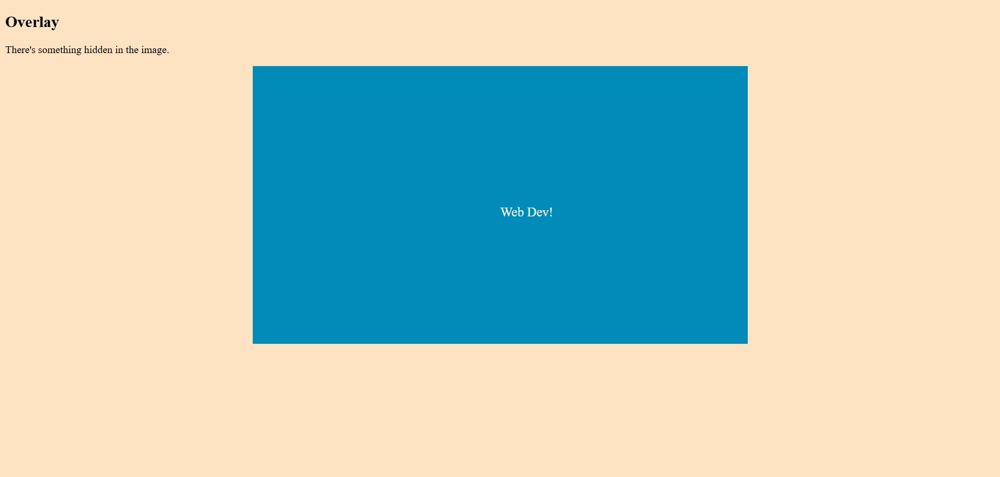 Overlay
There's something hidden in the image.
Web Dev!